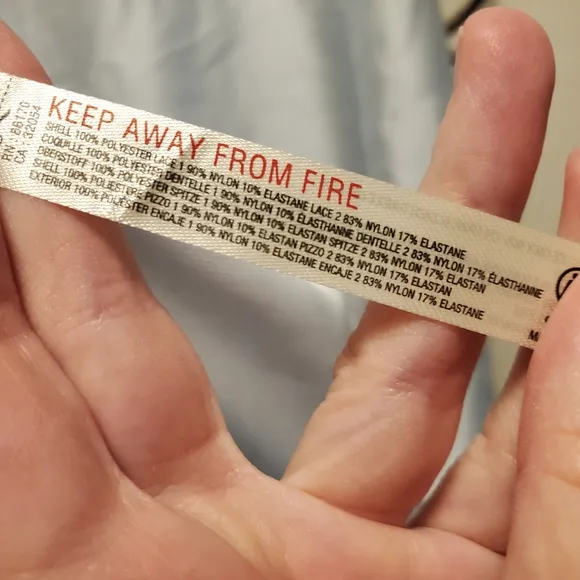 KEEP AWAY FROM FIRE
SHELL 100% POLYESTER LACE 1 90% NYLON 10% ELASTANE LACE 2 83% NYLON 17% ELASTANE
COQUILLE 100% POLYESTER DENTELLE 1 90% NYLON 10% ÉLASTHANNE DENTELLE 2 83% NYLON 17% ÉLASTHANNE
OBERSTOFF 100% POLYESTER SPITZE 1 90% NYLON 10% ELASTAN SPITZE 2 83% NYLON 17% ELASTAN
SHELL 100% POLIESTERE PIZZO 1 90% NYLON 10% ELASTAN PIZZO 2 83% NYLON 17% ELASTAN
EXTERIOR 100% POLIÉSTER ENCAJE 1 90% NYLON 10% ELASTANE ENCAJE 2 83% NYLON 17% ELASTANE
88170
CA 52054